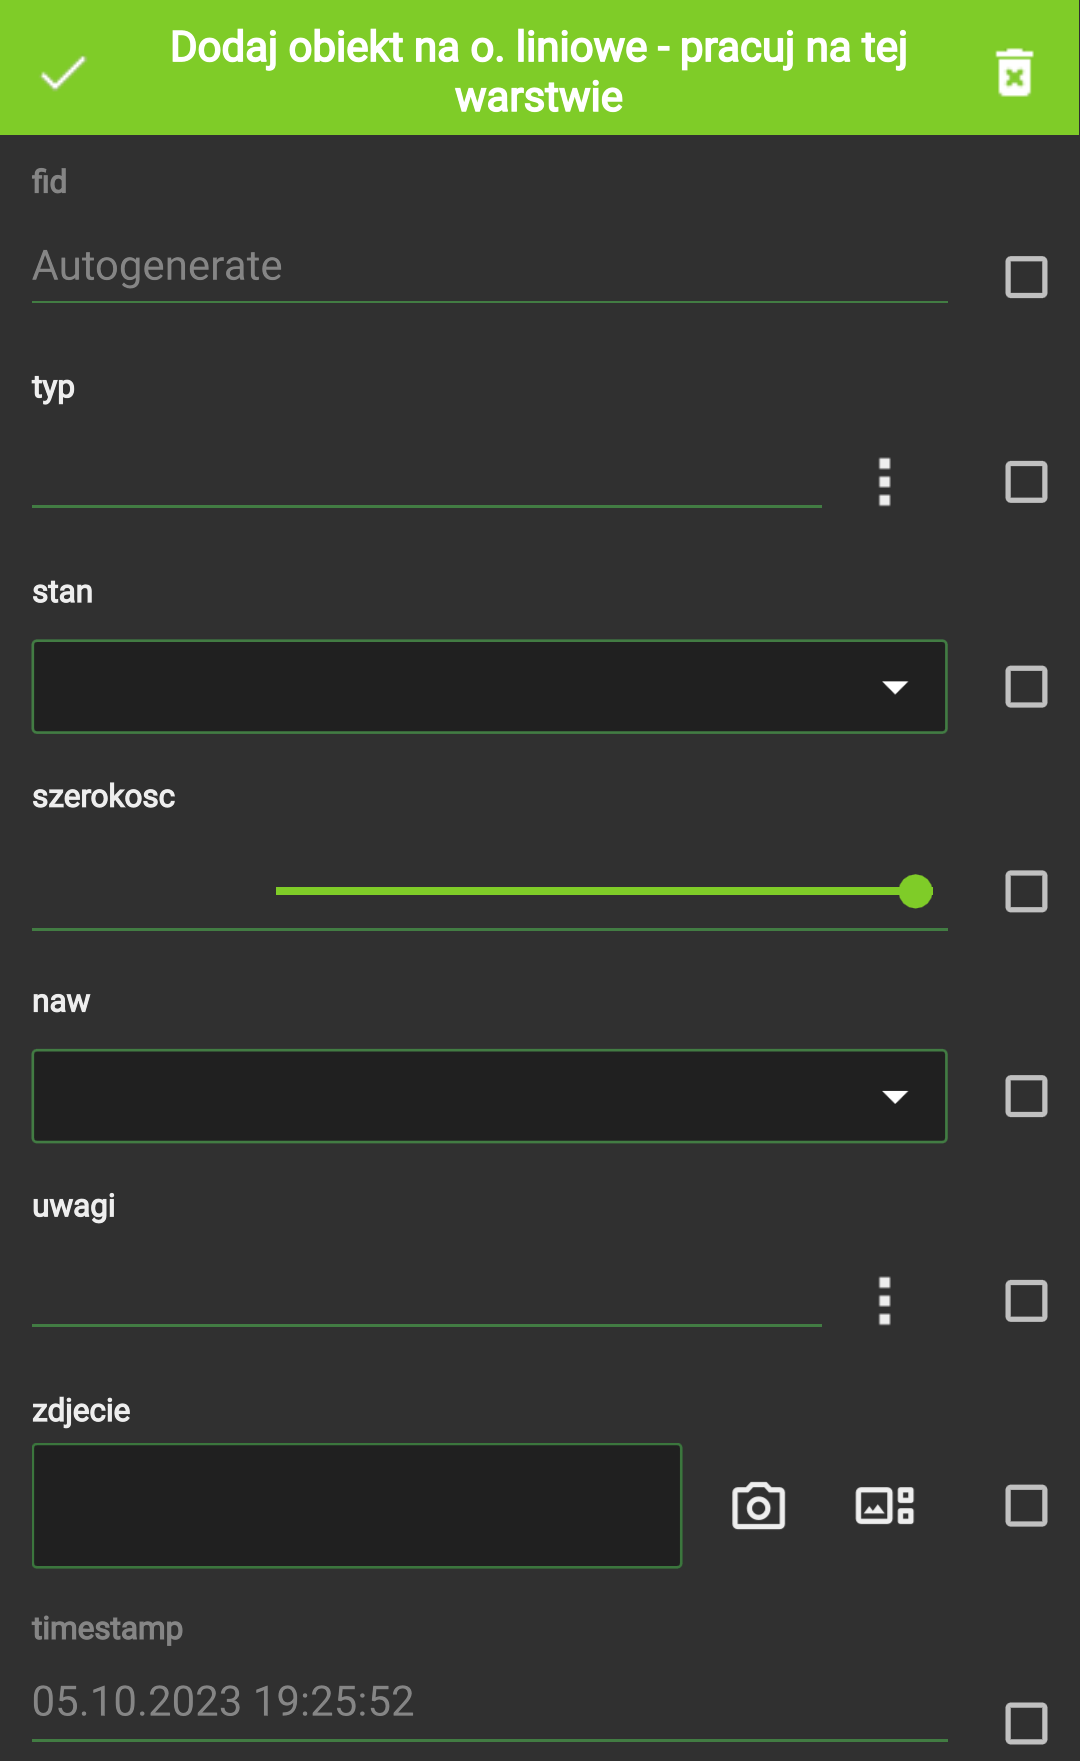 Dodaj obiekt na o. liniowe - pracuj na tej
warstwie
fid
Autogenerate
typ
stan
szerokosc
naw
uwagi
zdjecie
timestamp
05.10.2023 19:25:52